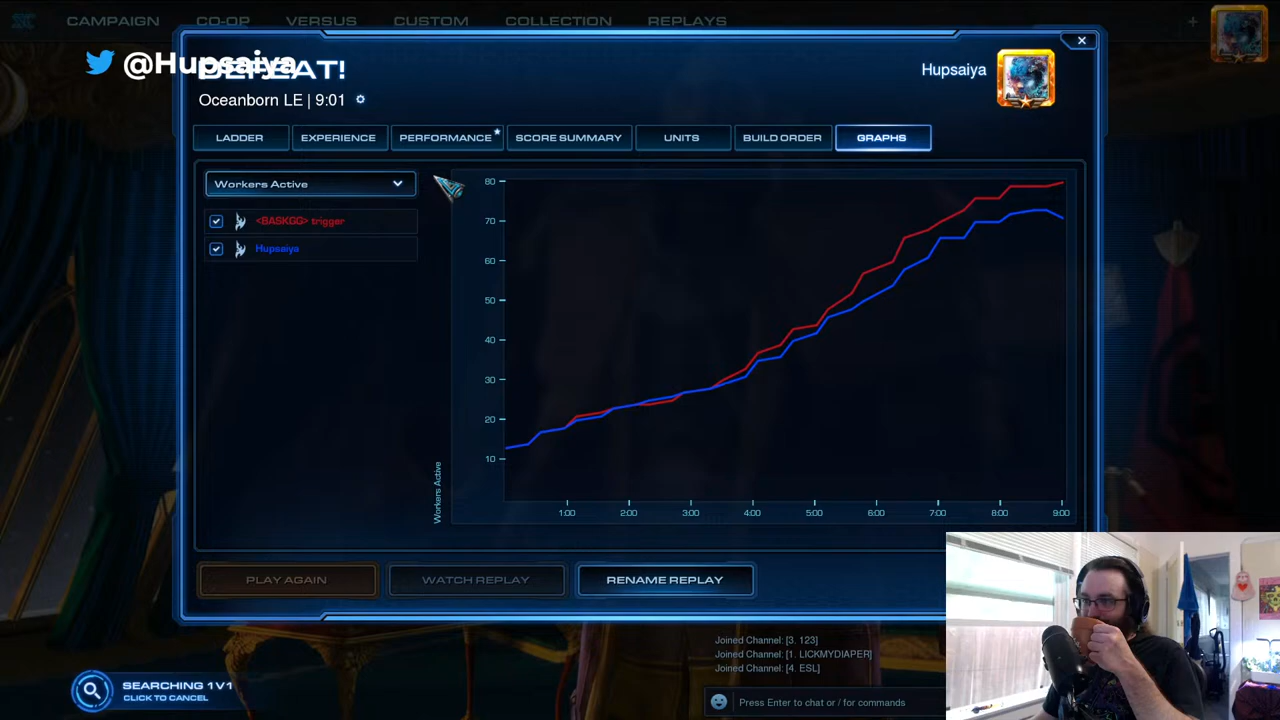 CAMPAIGN CO-OP VERSUS CUSTOM COLLECTION REPLAYS
@Hupsaiya
DEFEAT!
Hupsaiya
Oceanborn LE | 9:01
LADDER EXPERIENCE PERFORMANCE SCORE SUMMARY UNITS BUILD ORDER GRAPHS
Workers Active
<BASKGG> trigger
Hupsaiya
80
70
60
50
40
30
20
10
Workers Active
1:00 2:00 3:00 4:00 5:00 6:00 7:00 8:00 9:00
PLAY AGAIN WATCH REPLAY RENAME REPLAY
Joined Channel: [3. 123]
Joined Channel: [1. LICKMYDIAPER]
Joined Channel: [4. ESL]
SEARCHING 1V1
CLICK TO CANCEL
Press Enter to chat or / for commands